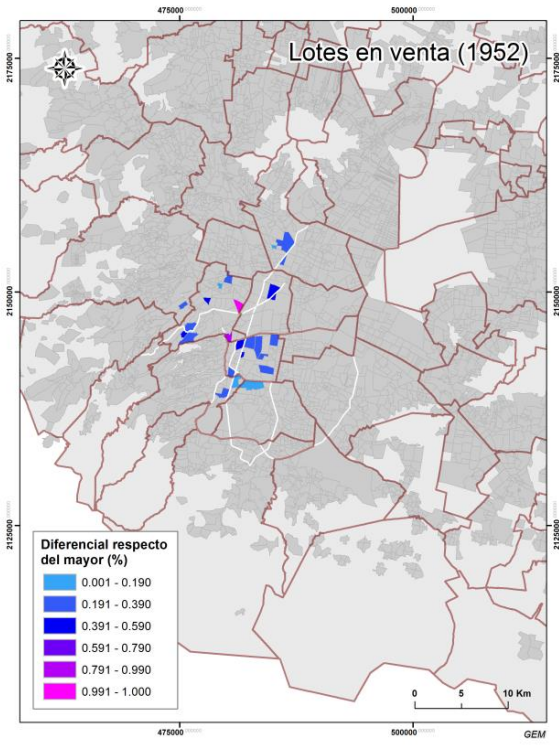 475000
500000
Lotes en venta (1952)
2175000
2175000
2150000
2150000
2125000
2125000
Diferencial respecto
del mayor (%)
0.001 - 0.190
0.191 - 0.390
0.391 - 0.590
0.591 - 0.790
0.791 - 0.990
0.991 - 1.000
0 5 10 Km
475000
500000
GEM